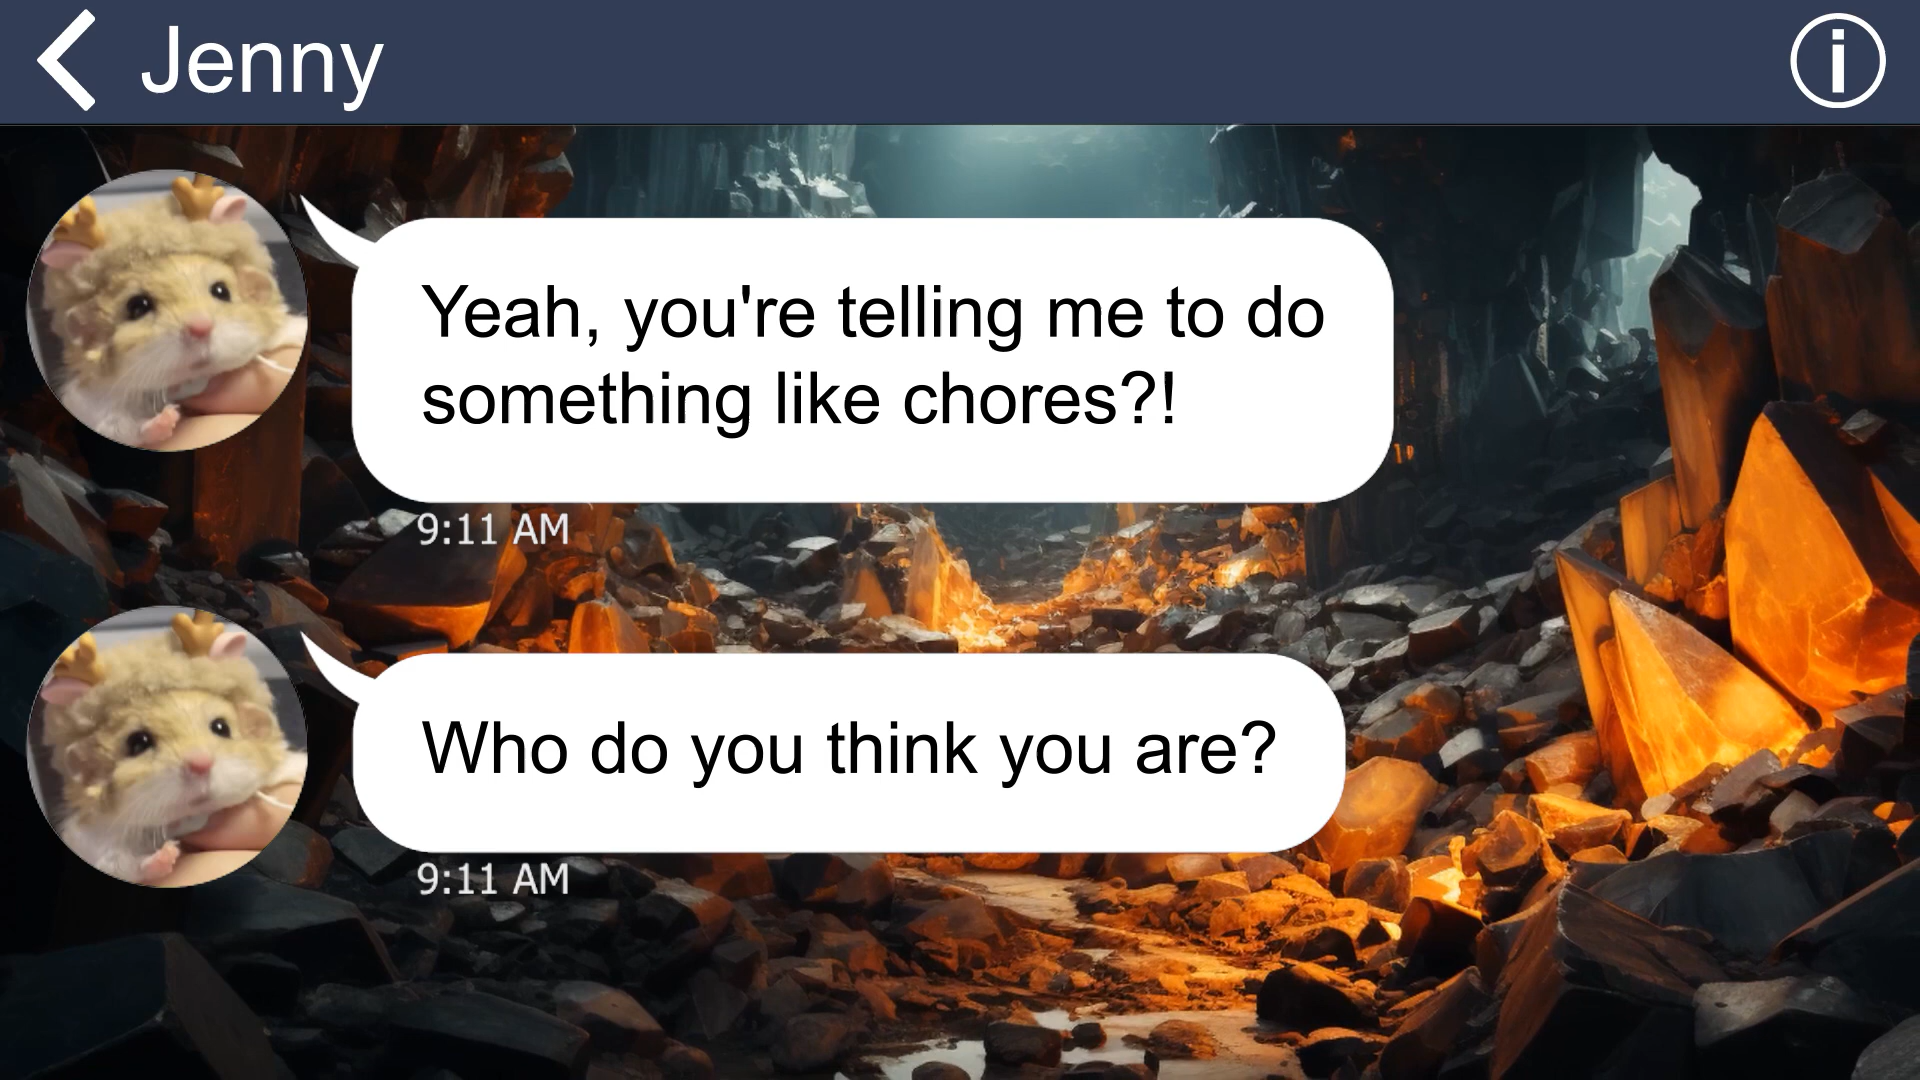 Jenny
Yeah, you're telling me to do
something like chores?!
9:11 AM
Who do you think you are?
9:11 AM